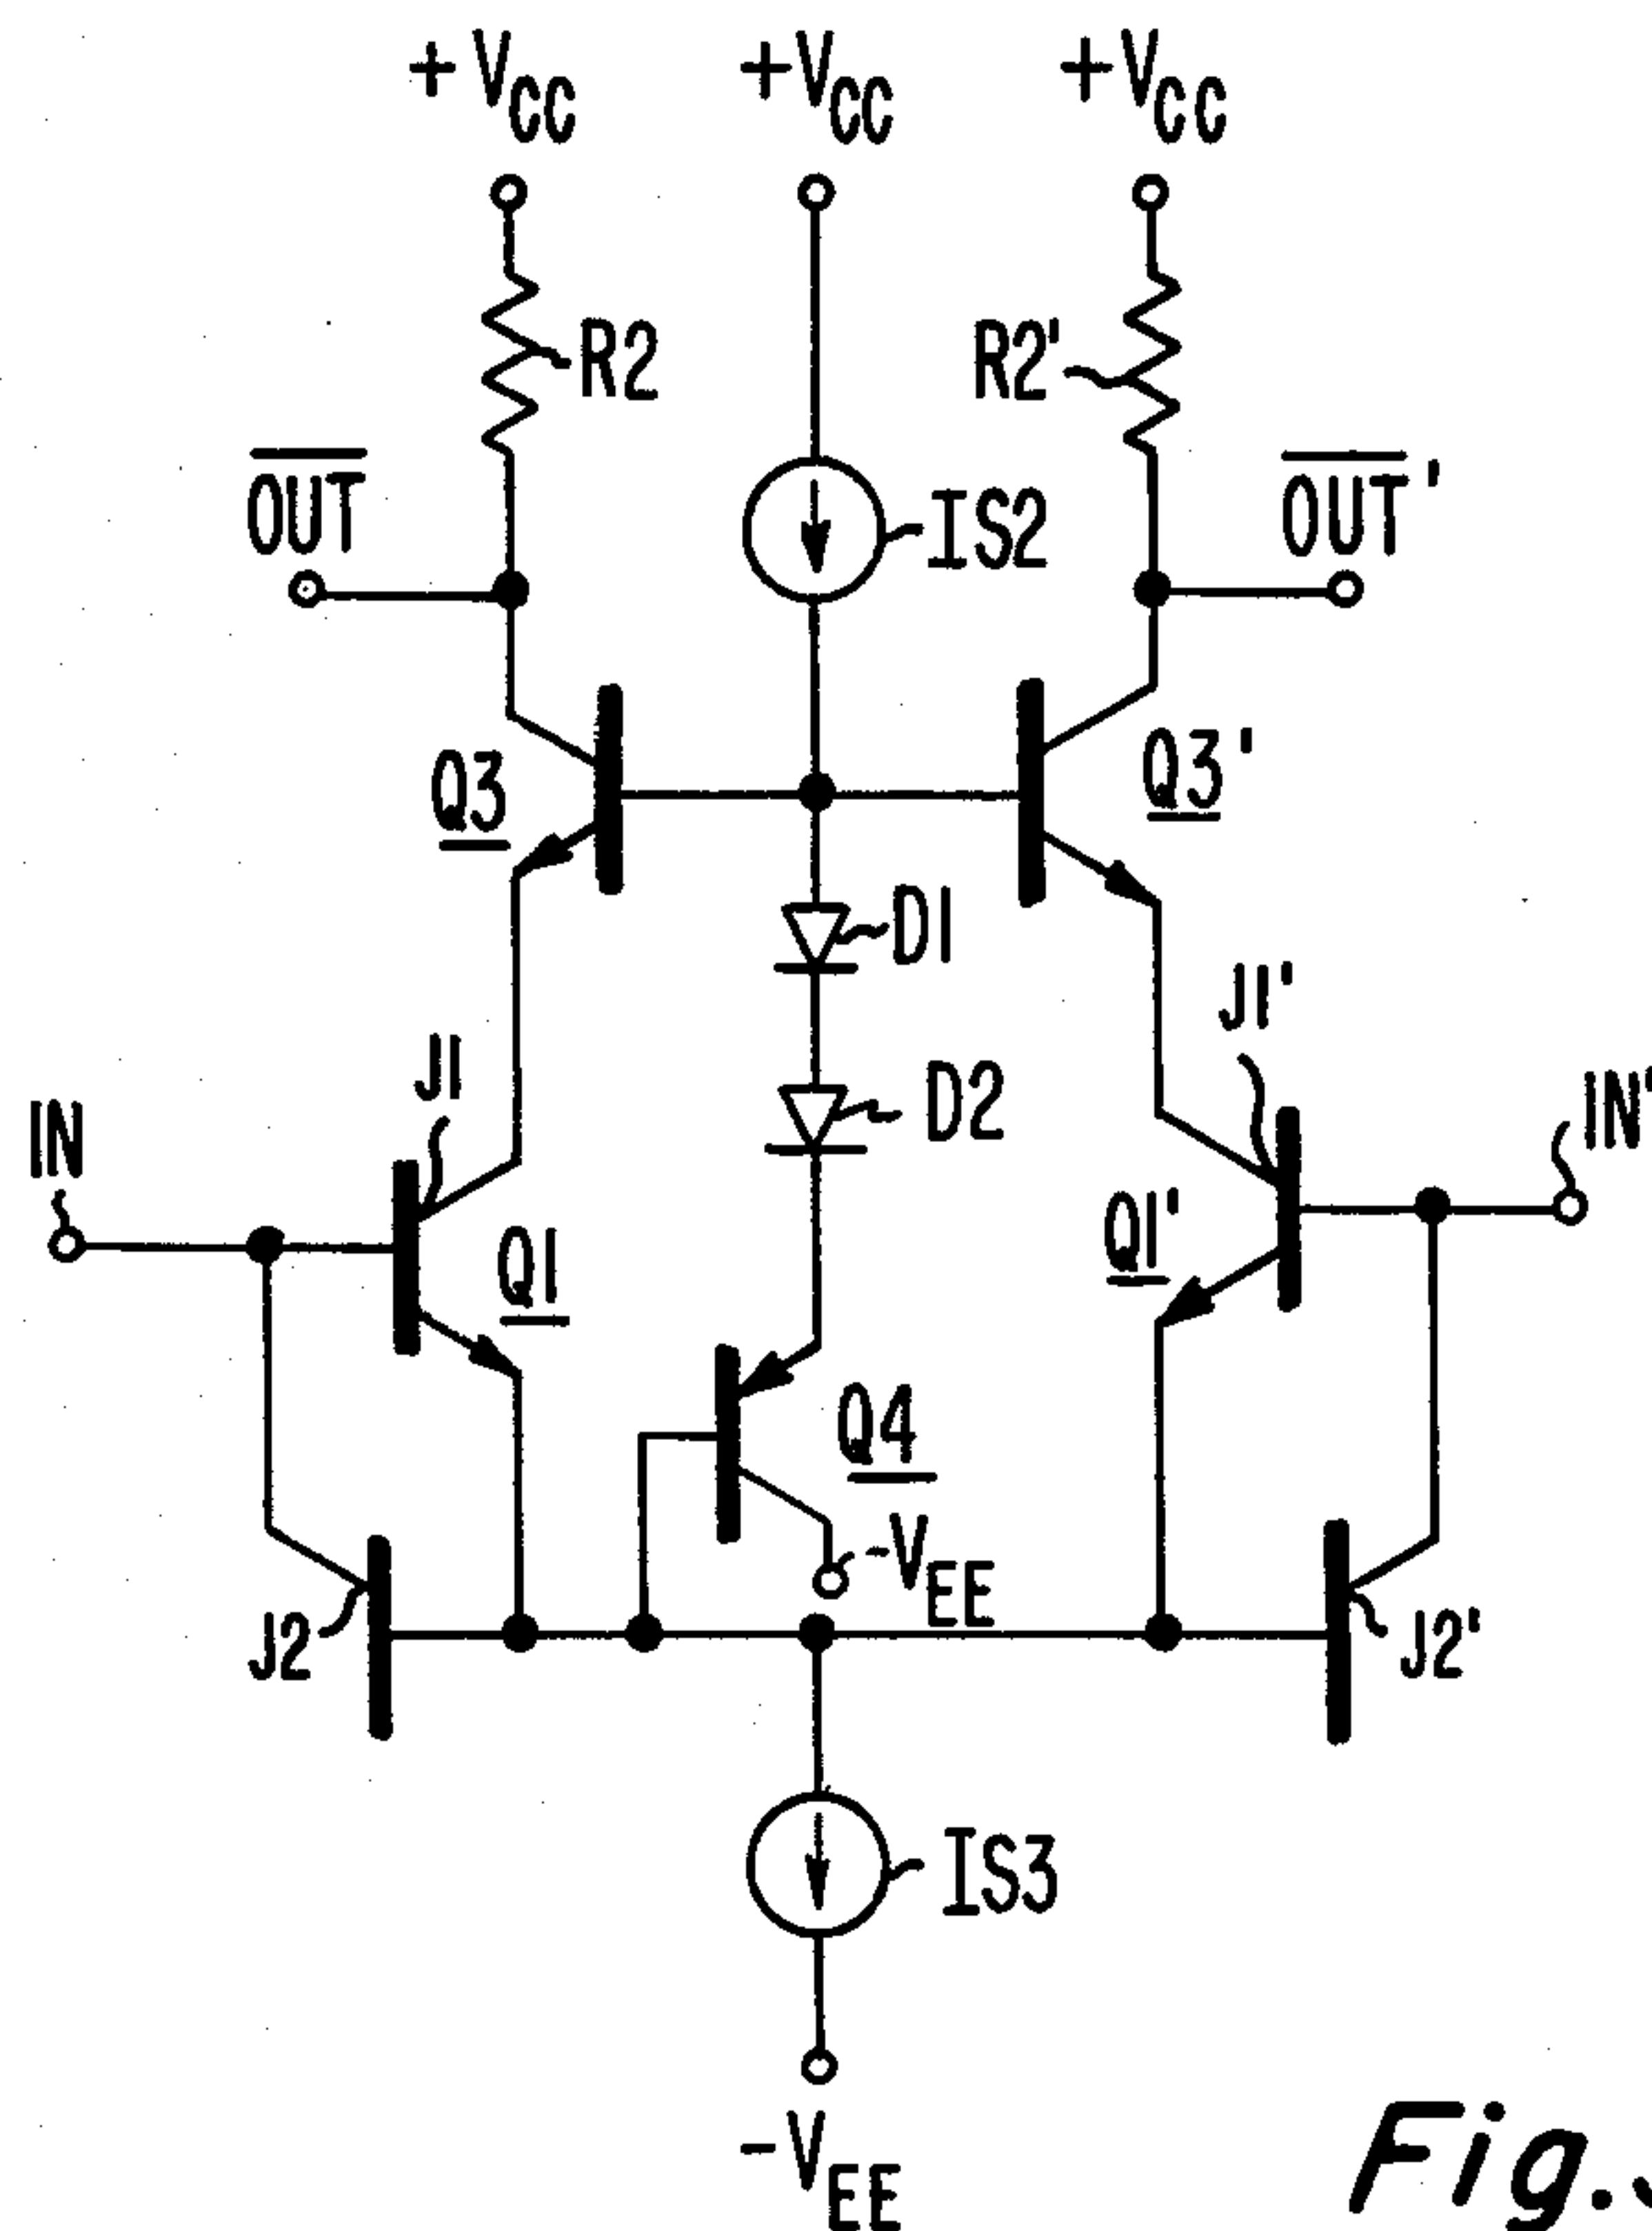 +VCC +VCC +VCC
R2 R2'
OUT IS2 OUT'
Q3 Q3'
D1
J1 J1'
D2
IN IN'
Q1 Q1'
Q4
-VEE
J2 J2'
IS3
-VEE
Fig.